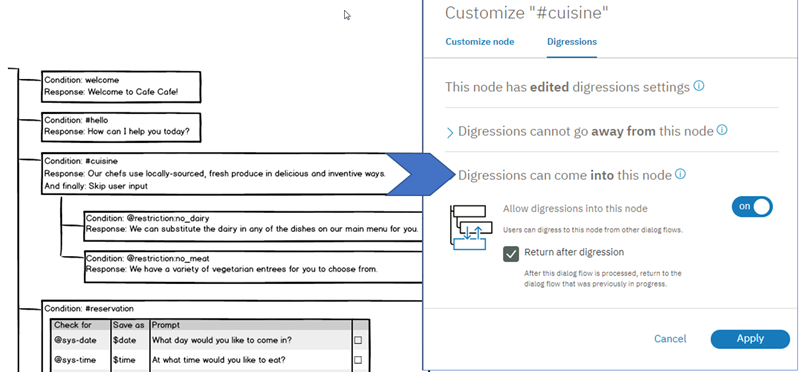 Condition: welcome
Response: Welcome to Cafe Cafe!
Condition: #hello
Response: How can I help you today?
Condition: #cuisine
Response: Our chefs use locally-sourced, fresh produce in delicious and inventive ways.
And finally: Skip user input
Condition: @restriction:no_dairy
Response: We can substitute the dairy in any of the dishes on our main menu for you.
Condition: @restriction:no_meat
Response: We have a variety of vegetarian entrees for you to choose from.
Condition: #reservation
Check for Save as Prompt
@sys-date $date What day would you like to come in?
@sys-time $time At what time would you like to eat?
Customize "#cuisine"
Customize node Digressions
This node has edited digressions settings
Digressions cannot go away from this node
Digressions can come into this node
Allow digressions into this node
on
Users can digress to this node from other dialog flows.
Return after digression
After this dialog flow is processed, return to the
dialog flow that was previously in progress.
Cancel Apply